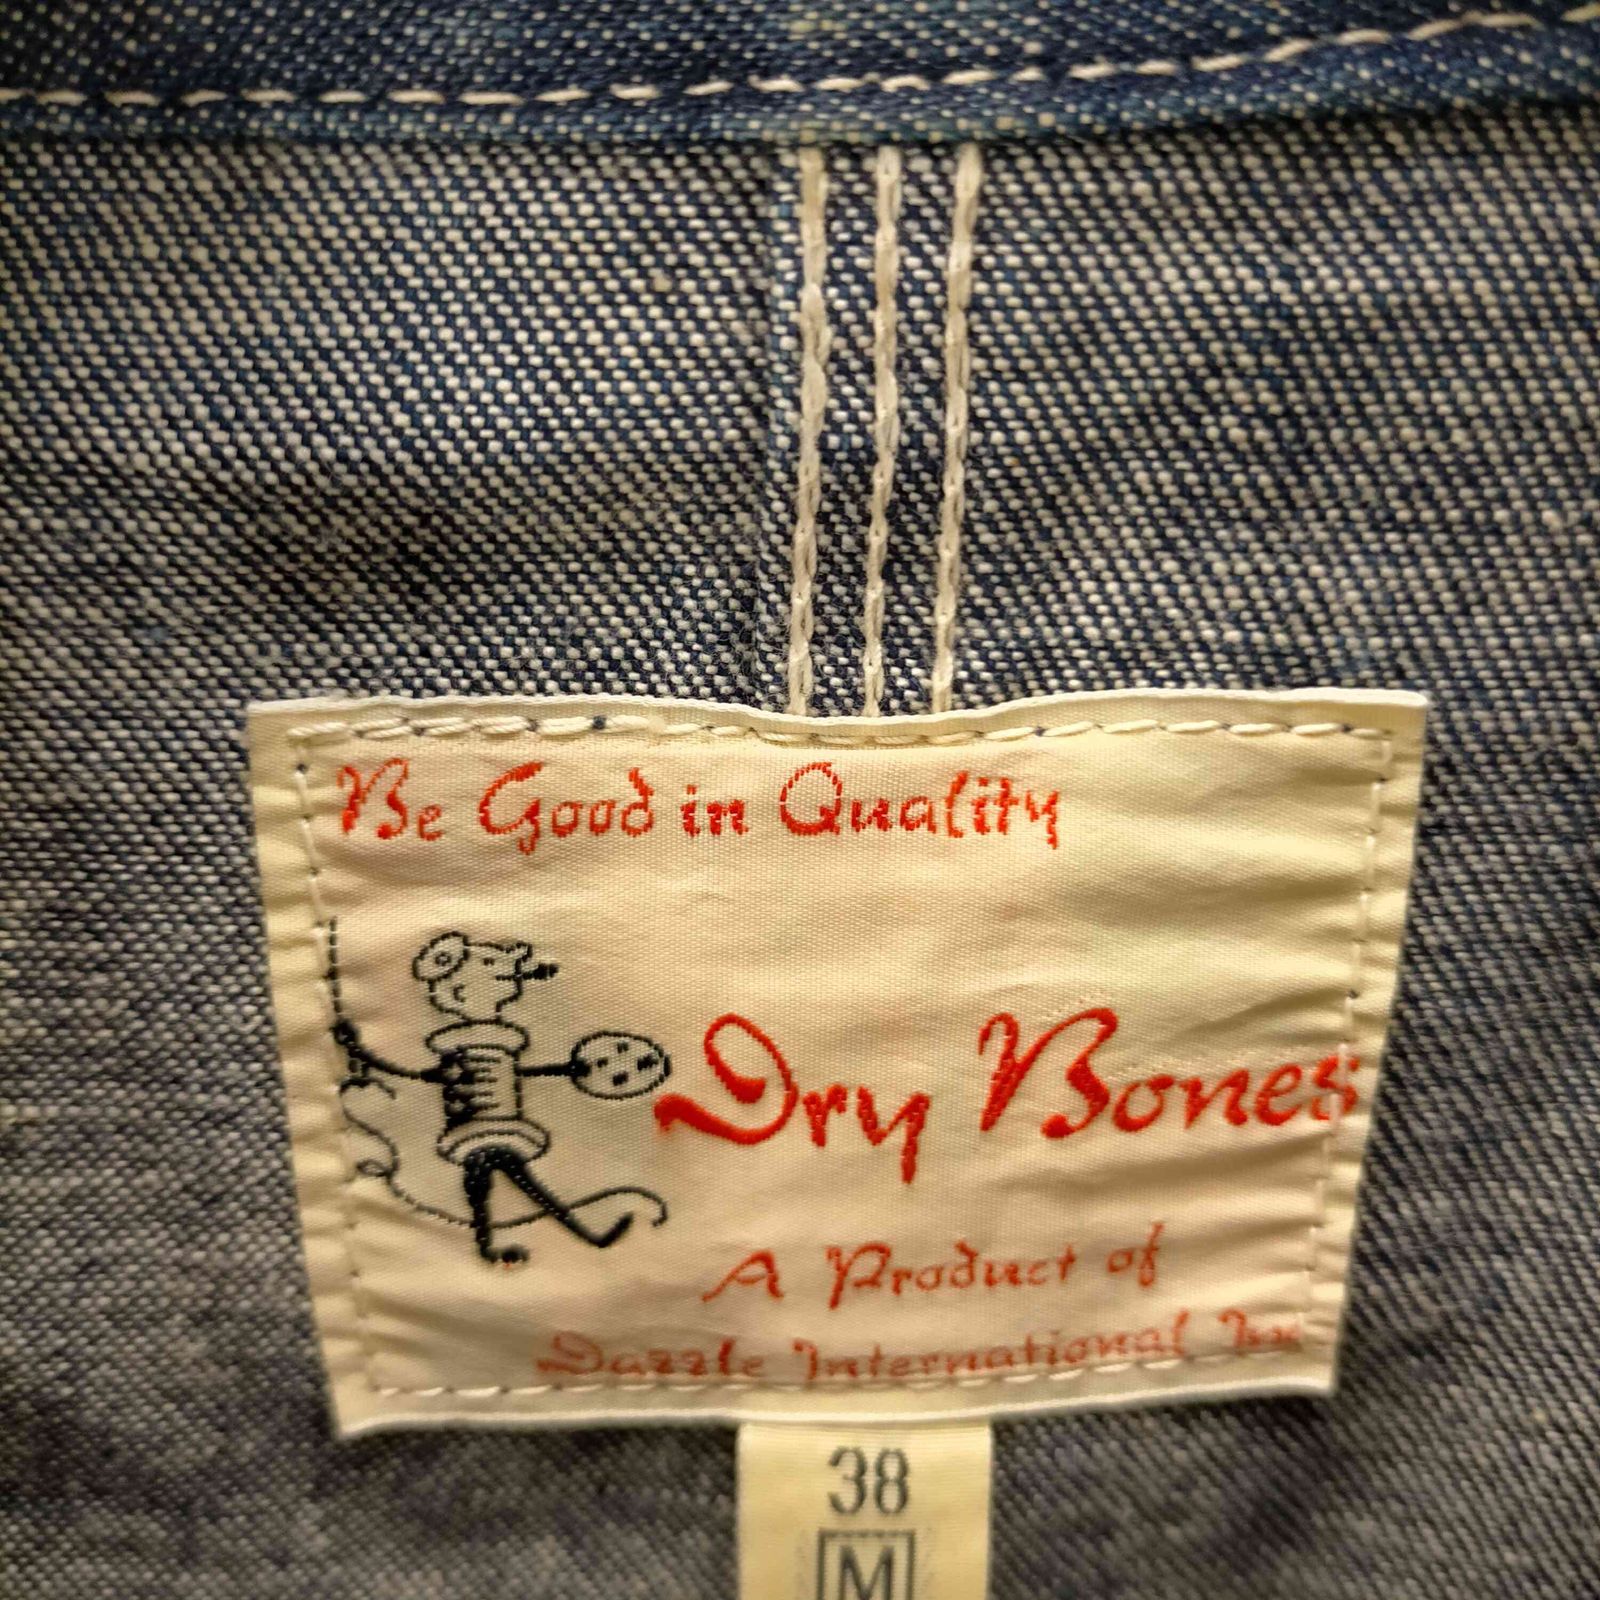 Be Good in Quality
Dry Bones
A Product of
Dazzle International Inc
38
M